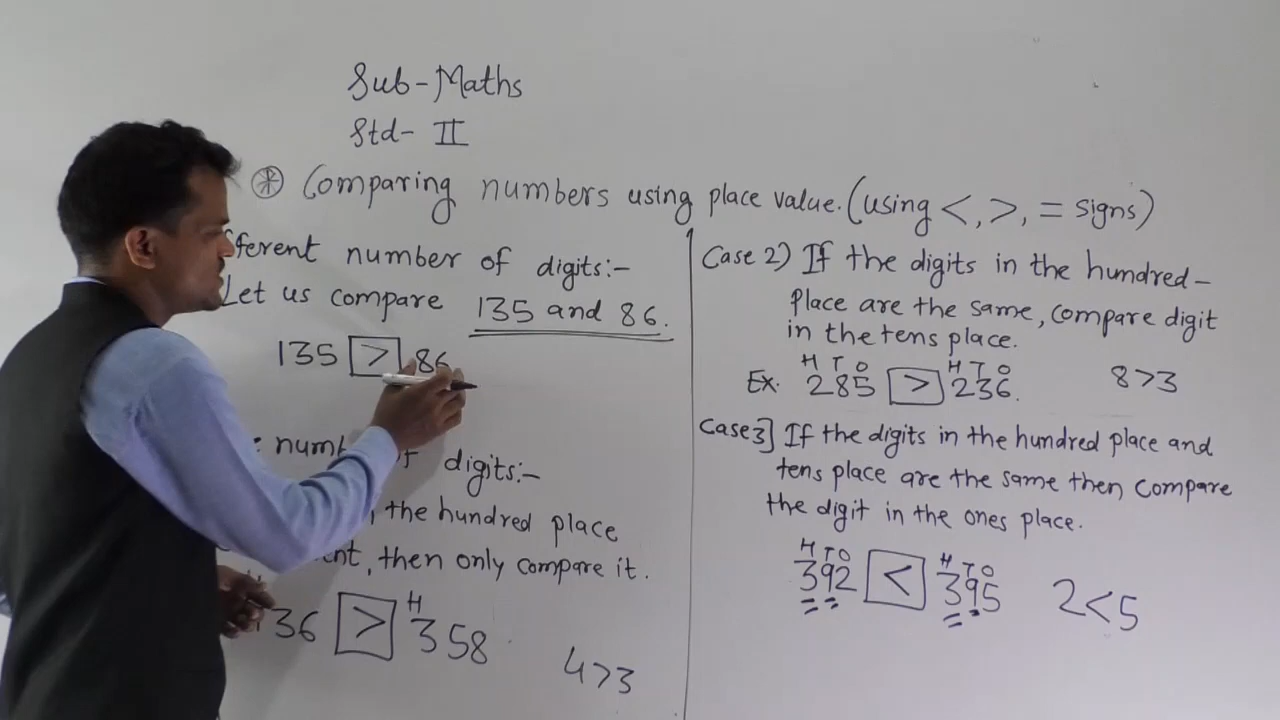 Sub-Maths
Std- II
* Comparing numbers using place value. (using <, >, = signs)
fferent number of digits:-
Let us compare 135 and 86.
135 > 86
number of digits:-
the hundred place
then only compare it.
H
36 > 358
4>3
Case 2) If the digits in the hundred-
place are the same, compare digit
in the tens place.
H T O H T O
Ex. 285 > 236. 8>3
Case 3] If the digits in the hundred place and
tens place are the same then compare
the digit in the ones place.
H T O H T O
392 < 395 2<5